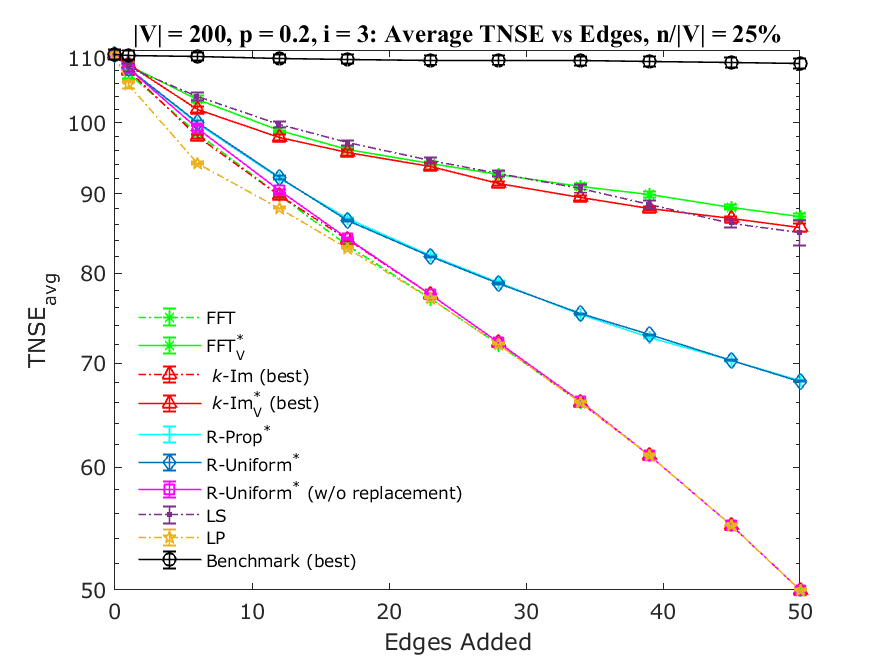 |V| = 200, p = 0.2, i = 3: Average TNSE vs Edges, n/|V| = 25%
110
100
90
80
70
60
50
TNSE_avg
FFT
FFT*_V
k-Im (best)
k-Im*_V (best)
R-Prop*
R-Uniform*
R-Uniform* (w/o replacement)
LS
LP
Benchmark (best)
0 10 20 30 40 50
Edges Added